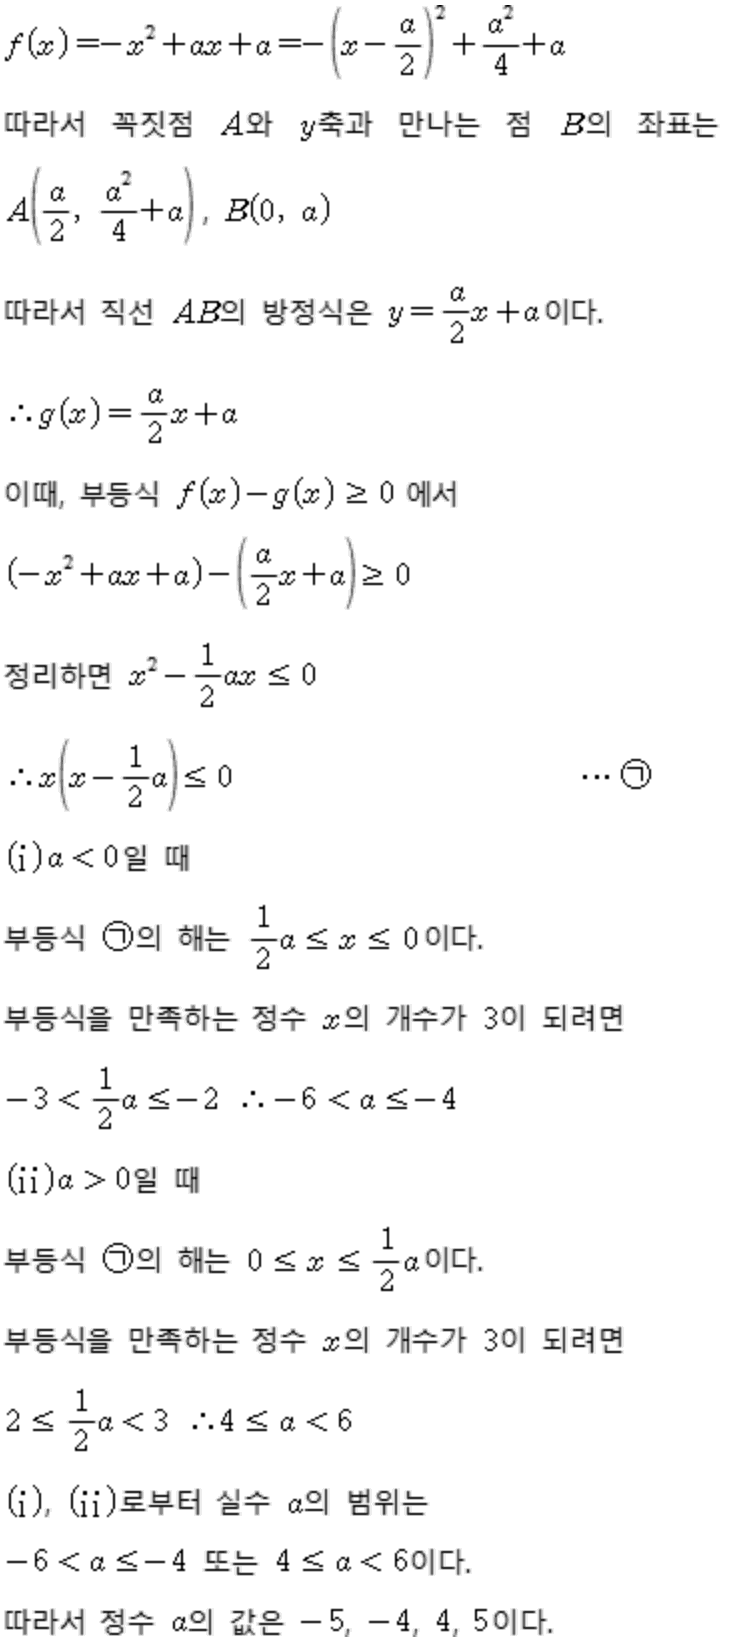 f(x)=-x²+ax+a=-(x-a/2)²+a²/4+a
따라서 꼭짓점 A와 y축과 만나는 점 B의 좌표는
A(a/2, a²/4+a), B(0, a)
따라서 직선 AB의 방정식은 y=a/2x+a이다.
∴g(x)=a/2x+a
이때, 부등식 f(x)-g(x)≥0 에서
(-x²+ax+a)-(a/2x+a)≥0
정리하면 x²-1/2ax≤0
∴x(x-1/2a)≤0 ⋯㉠
(i)a<0일 때
부등식 ㉠의 해는 1/2a≤x≤0이다.
부등식을 만족하는 정수 x의 개수가 3이 되려면
-3<1/2a≤-2 ∴-6<a≤-4
(ii)a>0일 때
부등식 ㉠의 해는 0≤x≤1/2a이다.
부등식을 만족하는 정수 x의 개수가 3이 되려면
2≤1/2a<3 ∴4≤a<6
(i), (ii)로부터 실수 a의 범위는
-6<a≤-4 또는 4≤a<6이다.
따라서 정수 a의 값은 -5, -4, 4, 5이다.